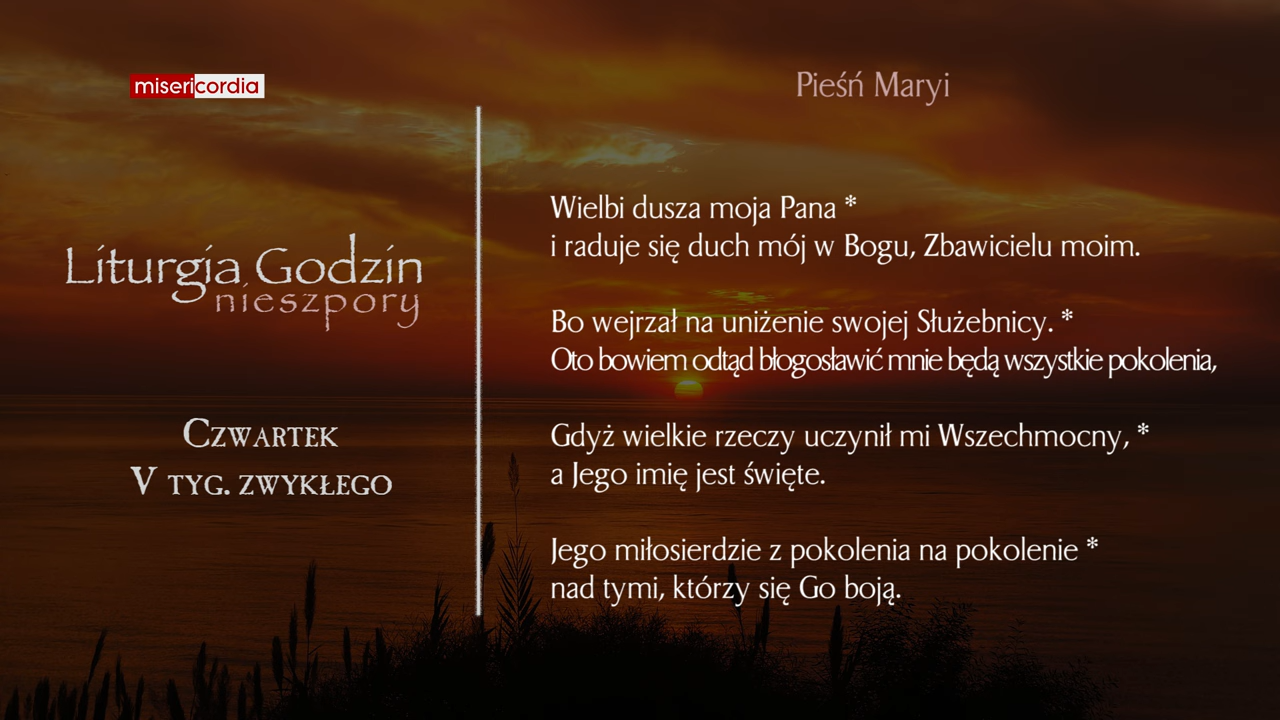 misericordia
Liturgia Godzin
nieszpory
Czwartek
V tyg. zwykłego
Pieśń Maryi
Wielbi dusza moja Pana *
i raduje się duch mój w Bogu, Zbawicielu moim.
Bo wejrzał na uniżenie swojej Służebnicy. *
Oto bowiem odtąd błogosławić mnie będą wszystkie pokolenia,
Gdyż wielkie rzeczy uczynił mi Wszechmocny, *
a Jego imię jest święte.
Jego miłosierdzie z pokolenia na pokolenie *
nad tymi, którzy się Go boją.